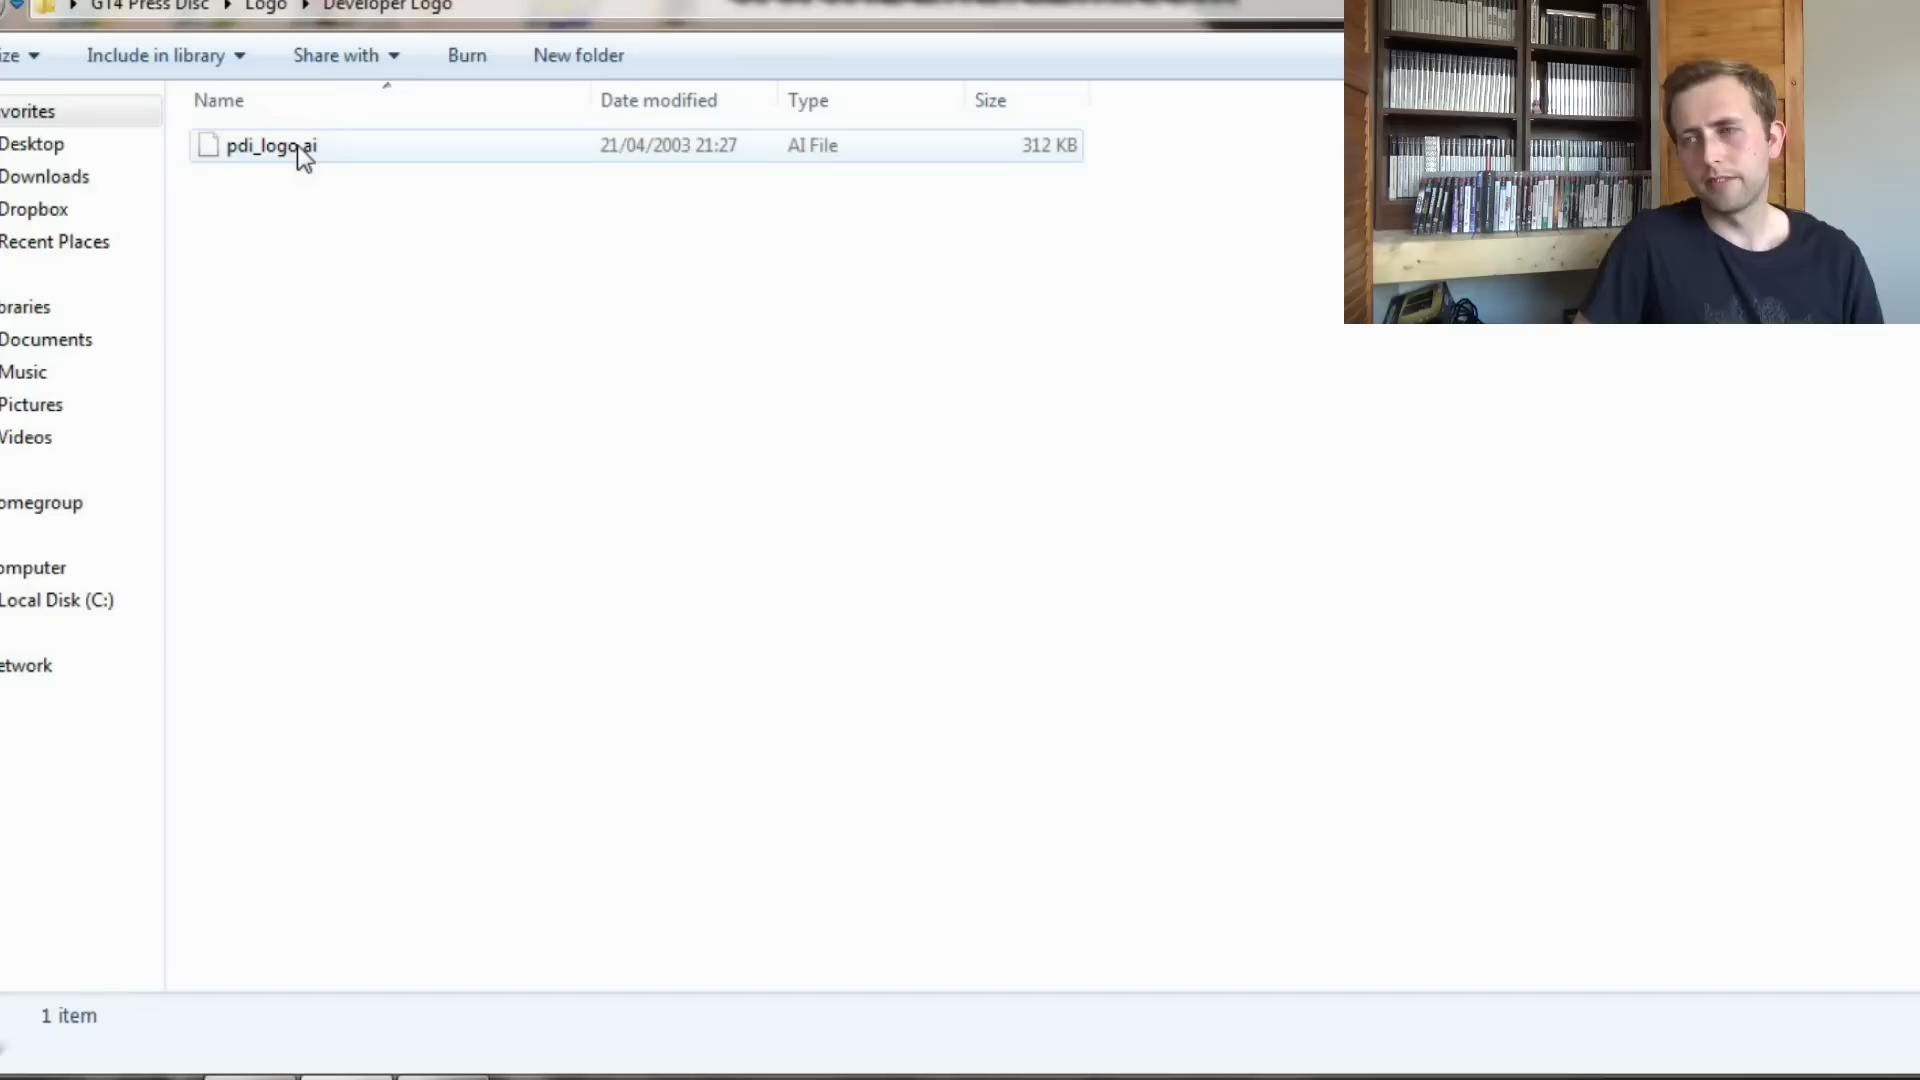 GT4 Press Disc Logo Developer Logo
ize Include in library Share with Burn New folder
Name Date modified Type Size
vorites
pdi_logo.ai 21/04/2003 21:27 AI File 312 KB
Desktop
Downloads
Dropbox
Recent Places
braries
Documents
Music
Pictures
Videos
omegroup
omputer
Local Disk (C:)
etwork
1 item